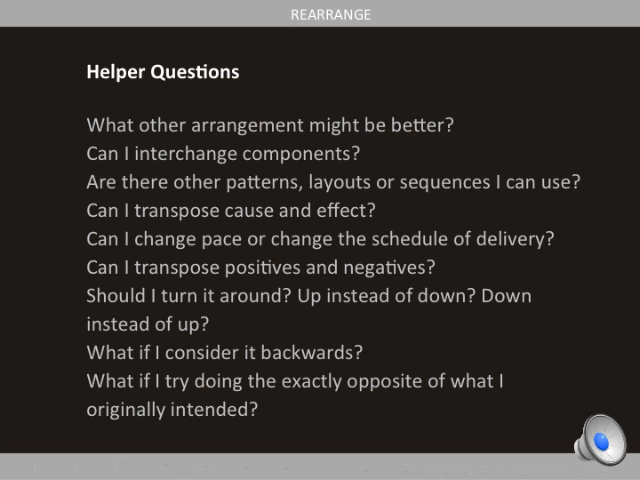 REARRANGE
Helper Questions
What other arrangement might be better?
Can I interchange components?
Are there other patterns, layouts or sequences I can use?
Can I transpose cause and effect?
Can I change pace or change the schedule of delivery?
Can I transpose positives and negatives?
Should I turn it around? Up instead of down? Down
instead of up?
What if I consider it backwards?
What if I try doing the exactly opposite of what I
originally intended?